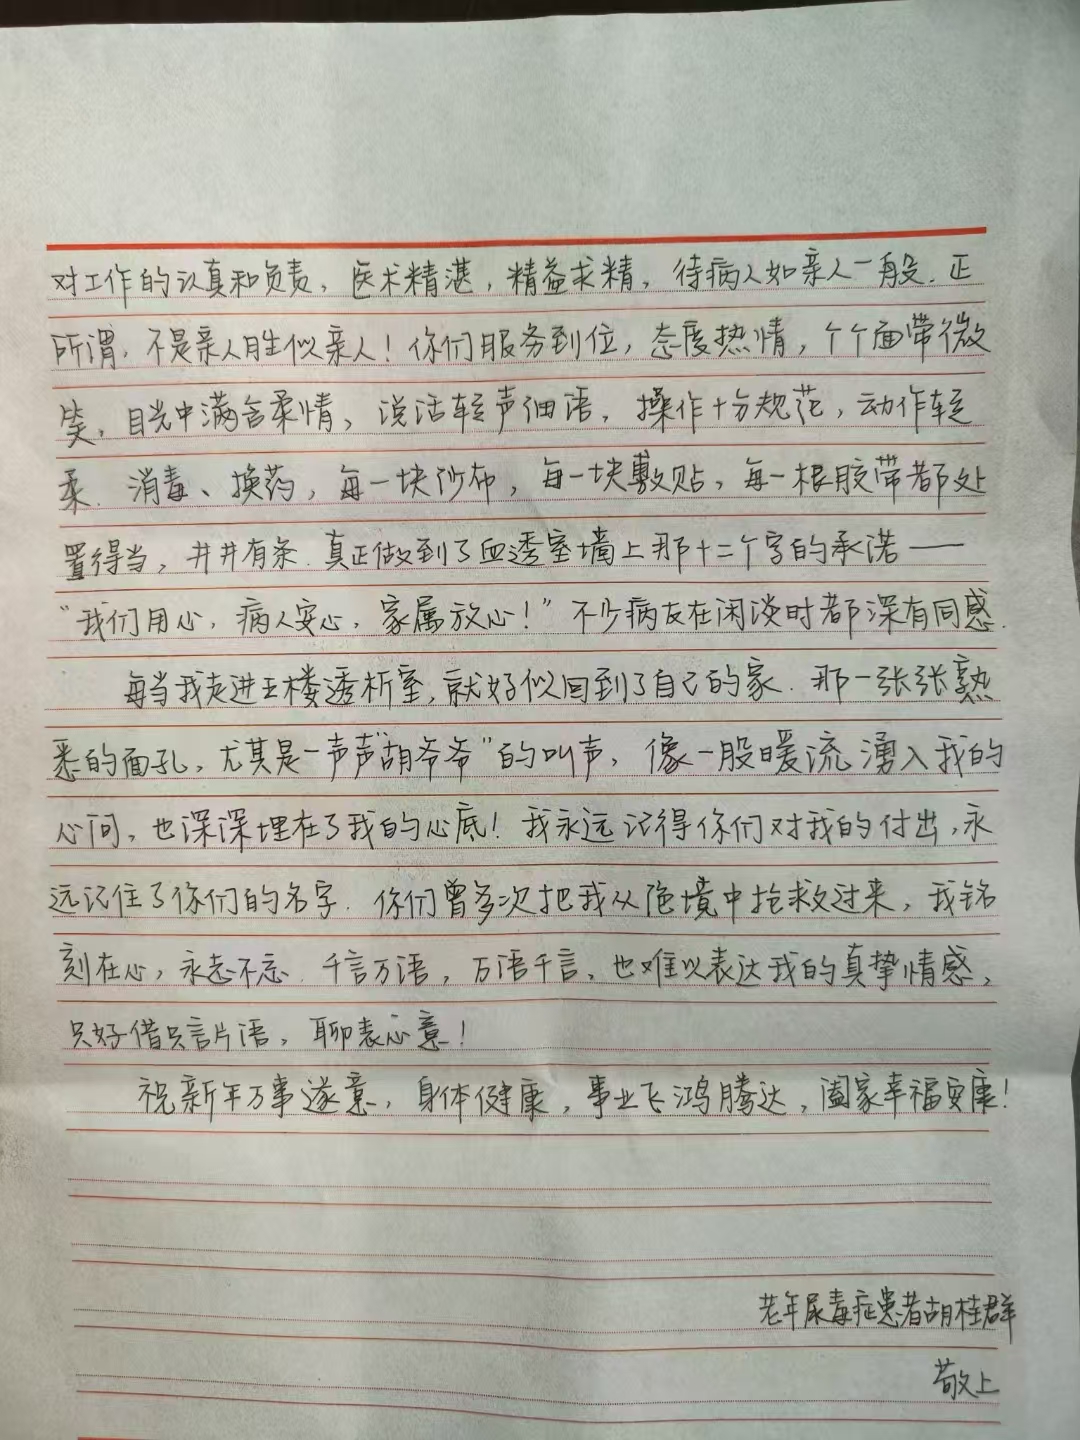 对工作的认真和负责，医术精湛，精益求精，待病人如亲人一般.正
所谓，不是亲人胜似亲人！你们服务到位，态度热情，个个面带微
笑，目光中满含柔情，说话轻声细语，操作十分规范，动作轻
柔.消毒、换药，每一块纱布，每一块敷贴，每一根胶带都处
置得当，井井有条.真正做到了血透室墙上那十二个字的承诺——
“我们用心，病人安心，家属放心！”不少病友在闲谈时都深有同感.
每当我走进五楼透析室，就好似回到了自己的家.那一张张熟
悉的面孔，尤其是一声声“胡爷爷”的叫声，像一股暖流湧入我的
心间，也深深埋在了我的心底！我永远记得你们对我的付出，永
远记住了你们的名字.你们曾多次把我从险境中抢救过来，我铭
刻在心，永志不忘.千言万语，万语千言，也难以表达我的真挚情感，
只好借只言片语，聊表心意！
祝新年万事遂意，身体健康，事业飞鸿腾达，阖家幸福安康！
老年尿毒症患者胡桂群
敬上